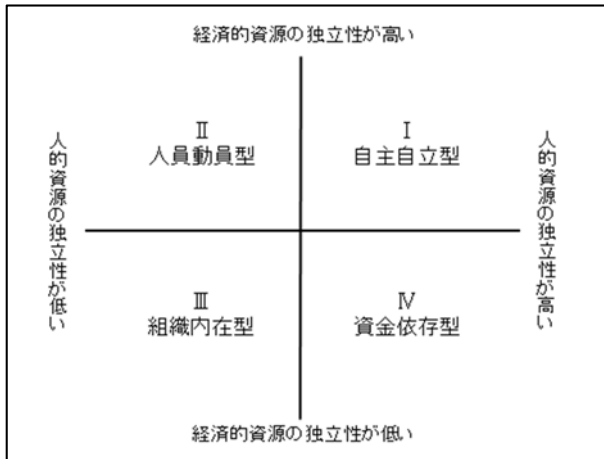 経済的資源の独立性が高い
Ⅱ
人員動員型
Ⅰ
自主自立型
人的資源の独立性が低い
人的資源の独立性が高い
Ⅲ
組織内在型
Ⅳ
資金依存型
経済的資源の独立性が低い